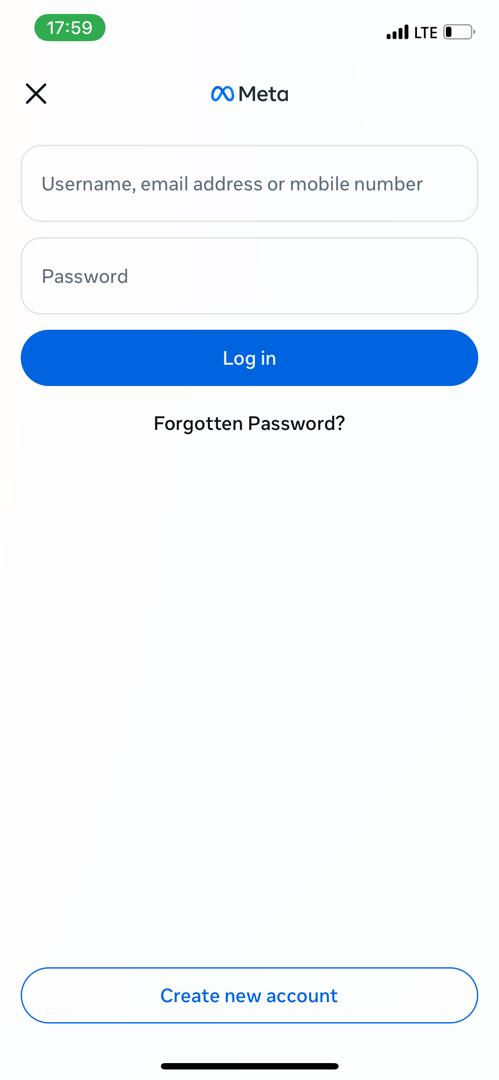 17:59
LTE
Meta
Username, email address or mobile number
Password
Log in
Forgotten Password?
Create new account